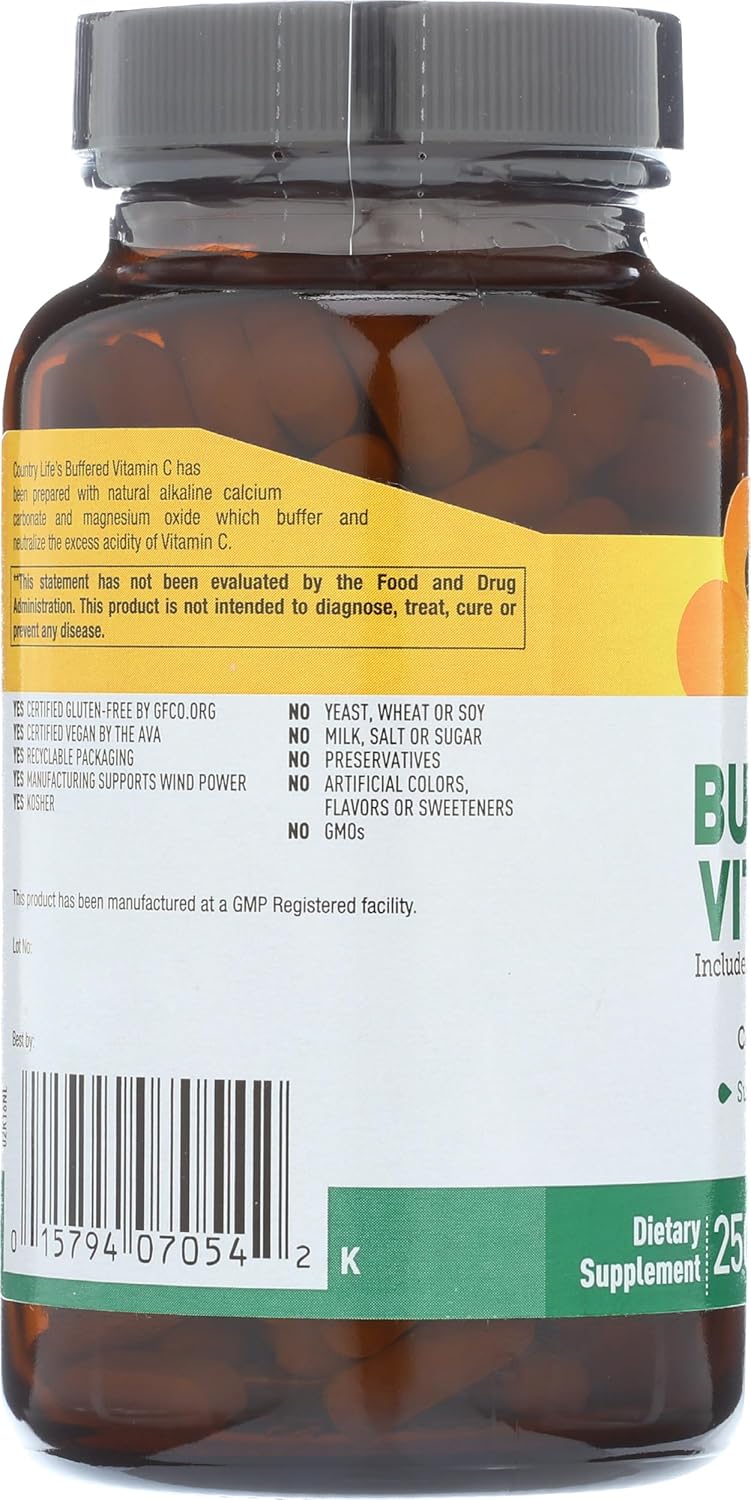 Country Life's Buffered Vitamin C has
been prepared with natural alkaline calcium
carbonate and magnesium oxide which buffer and
neutralize the excess acidity of Vitamin C.
**This statement has not been evaluated by the Food and Drug
Administration. This product is not intended to diagnose, treat, cure or
prevent any disease.
YES CERTIFIED GLUTEN-FREE BY GFCO.ORG
YES CERTIFIED VEGAN BY THE AVA
YES RECYCLABLE PACKAGING
YES MANUFACTURING SUPPORTS WIND POWER
YES KOSHER
NO YEAST, WHEAT OR SOY
NO MILK, SALT OR SUGAR
NO PRESERVATIVES
NO ARTIFICIAL COLORS,
FLAVORS OR SWEETENERS
NO GMOs
This product has been manufactured at a GMP Registered facility.
Lot No:
Best by:
02K16NL
0 15794 07054 2
K
BU
VI
Include
Dietary
Supplement
25